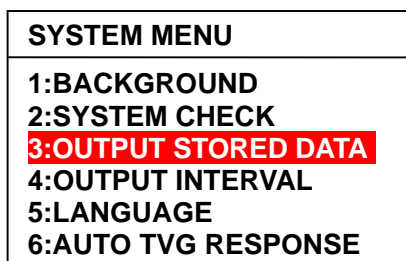 SYSTEM MENU
1:BACKGROUND
2:SYSTEM CHECK
3:OUTPUT STORED DATA
4:OUTPUT INTERVAL
5:LANGUAGE
6:AUTO TVG RESPONSE